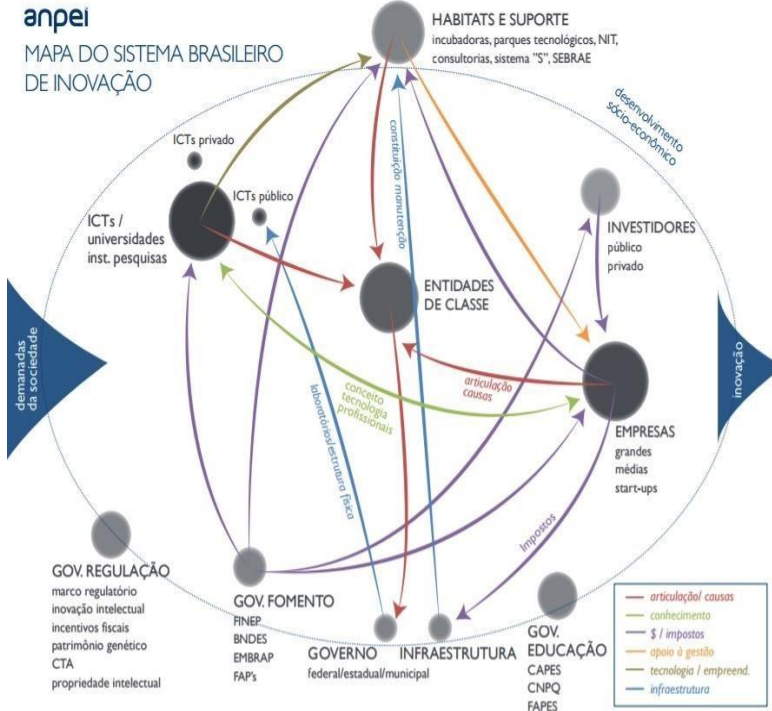 anpei
MAPA DO SISTEMA BRASILEIRO
DE INOVAÇÃO
HABITATS E SUPORTE
incubadoras, parques tecnológicos, NIT,
consultorias, sistema "S", SEBRAE
desenvolvimento
sócio-econômico
ICTs privado
ICTs público
ICTs /
universidades
inst. pesquisas
constituição manutenção
INVESTIDORES
público
privado
ENTIDADES
DE CLASSE
demanadas
da sociedade
inovação
articulação
causas
conceito
tecnologia
profissionais
laboratórios/estrutura física
EMPRESAS
grandes
médias
start-ups
Impostos
GOV. REGULAÇÃO
marco regulatório
inovação intelectual
incentivos fiscais
patrimônio genético
CTA
propriedade intelectual
GOV. FOMENTO
FINEP
BNDES
EMBRAP
FAP's
GOVERNO
federal/estadual/municipal
INFRAESTRUTURA
GOV.
EDUCAÇÃO
CAPES
CNPQ
FAPES
articulação/ causas
conhecimento
$ / impostos
apoio à gestão
tecnologia / empreend.
infraestrutura